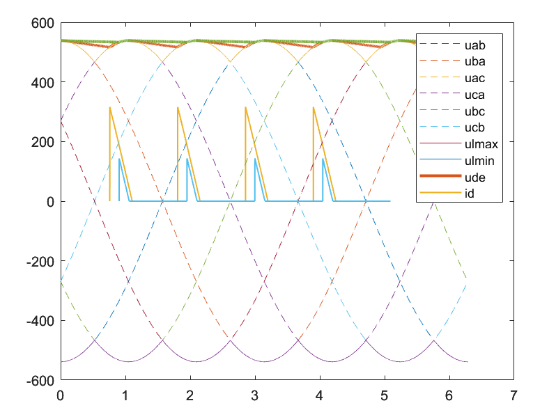 600
400
200
0
-200
-400
-600
0 1 2 3 4 5 6 7
uab
uba
uac
uca
ubc
ucb
ulmax
ulmin
ude
id